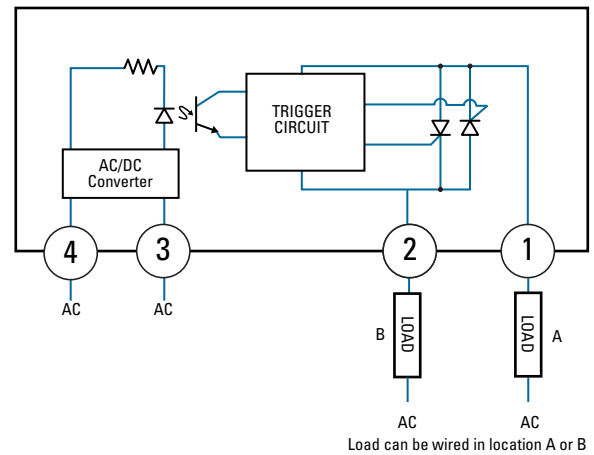 TRIGGER
CIRCUIT
AC/DC
Converter
4
3
2
1
AC
AC
B
LOAD
LOAD
A
AC
AC
Load can be wired in location A or B